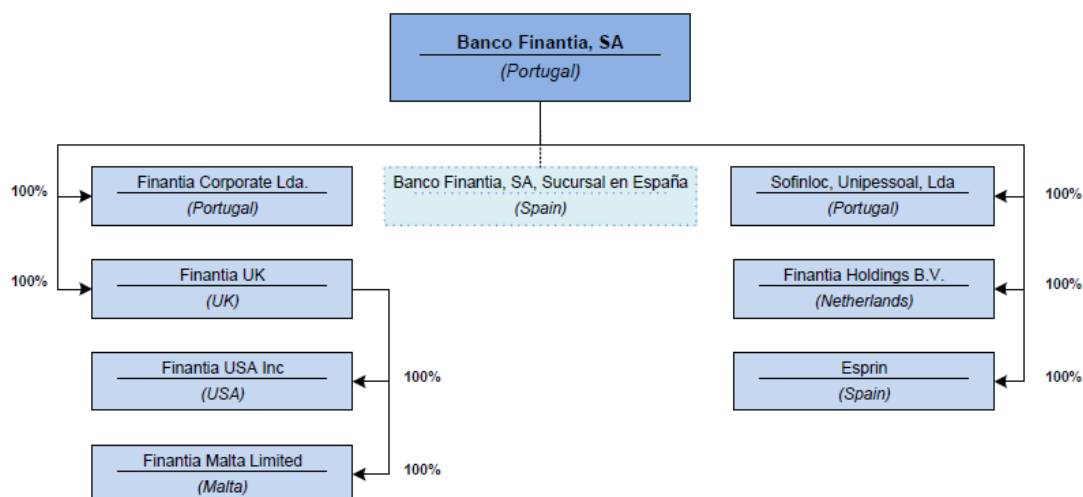 Banco Finantia, SA
(Portugal)
100%
Finantia Corporate Lda.
(Portugal)
Banco Finantia, SA, Sucursal en España
(Spain)
Sofinloc, Unipessoal, Lda
(Portugal)
100%
100%
Finantia UK
(UK)
Finantia Holdings B.V.
(Netherlands)
100%
Finantia USA Inc
(USA)
100%
Esprin
(Spain)
100%
Finantia Malta Limited
(Malta)
100%